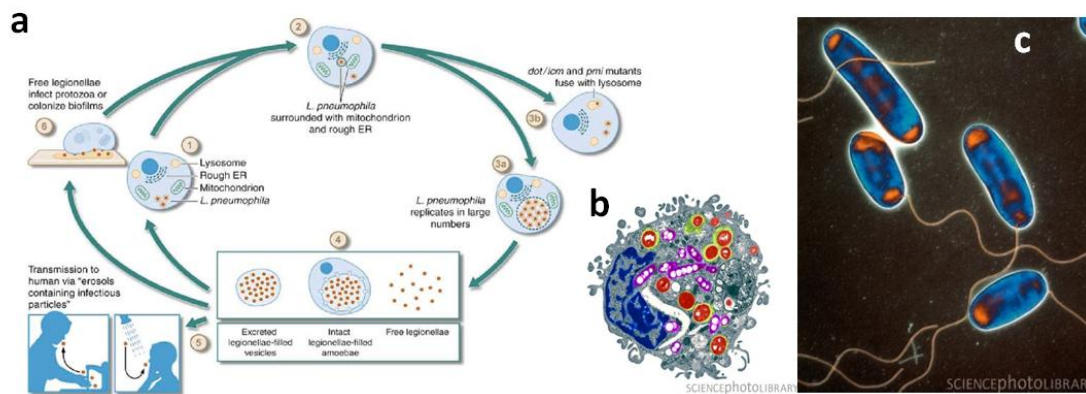 a
2
dot/icm and pmi mutants
fuse with lysosome
Free legionellae
infect protozoa or
colonize biofilms
L. pneumophila
surrounded with mitochondrion
and rough ER
3b
6
1
Lysosome
Rough ER
Mitochondrion
L. pneumophila
3a
L. pneumophila
replicates in large
numbers
4
Transmission to
human via "erosols
containing infectious
particles"
5
Excreted
legionellae-filled
vesicles
Intact
legionellae-filled
amoebae
Free legionellae
b
SCIENCEphotoLIBRARY
c
SCIENCEphotoLIBRARY